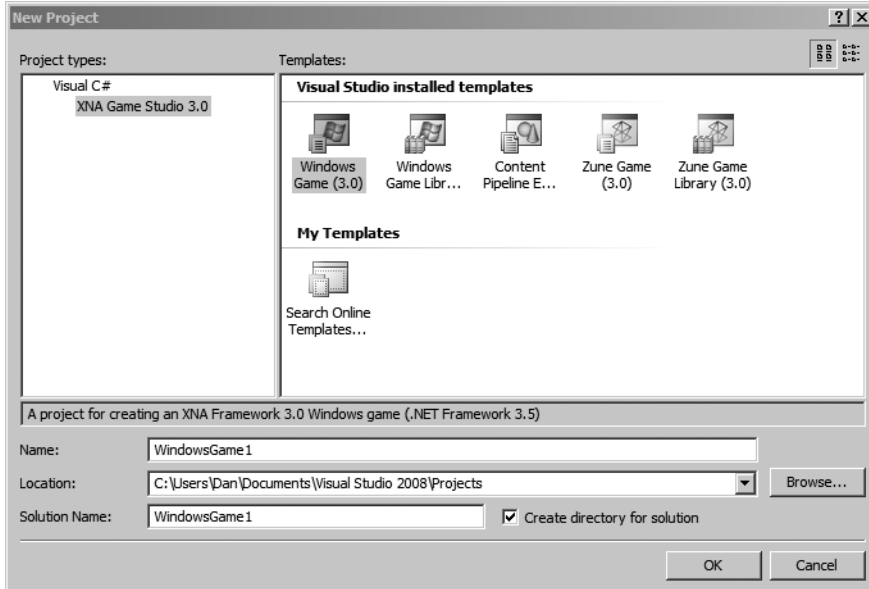 New Project
Project types:
Templates:
Visual C#
XNA Game Studio 3.0
Visual Studio installed templates
Windows Game (3.0)
Windows Game Libr...
Content Pipeline E...
Zune Game (3.0)
Zune Game Library (3.0)
My Templates
Search Online Templates...
A project for creating an XNA Framework 3.0 Windows game (.NET Framework 3.5)
Name:
WindowsGame1
Location:
C:\Users\Dan\Documents\Visual Studio 2008\Projects
Browse...
Solution Name:
WindowsGame1
Create directory for solution
OK
Cancel